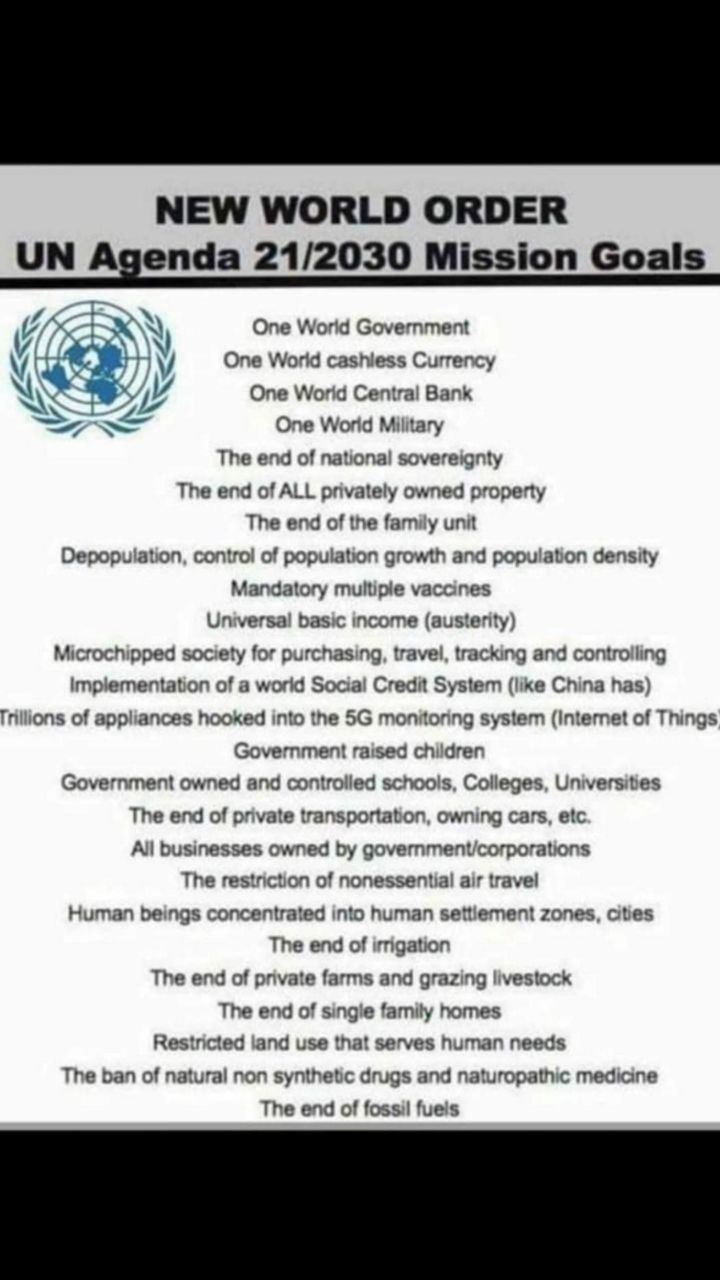 NEW WORLD ORDER
UN Agenda 21/2030 Mission Goals
One World Government
One World cashless Currency
One World Central Bank
One World Military
The end of national sovereignty
The end of ALL privately owned property
The end of the family unit
Depopulation, control of population growth and population density
Mandatory multiple vaccines
Universal basic income (austerity)
Microchipped society for purchasing, travel, tracking and controlling
Implementation of a world Social Credit System (like China has)
Trillions of appliances hooked into the 5G monitoring system (Internet of Things)
Government raised children
Government owned and controlled schools, Colleges, Universities
The end of private transportation, owning cars, etc.
All businesses owned by government/corporations
The restriction of nonessential air travel
Human beings concentrated into human settlement zones, cities
The end of irrigation
The end of private farms and grazing livestock
The end of single family homes
Restricted land use that serves human needs
The ban of natural non synthetic drugs and naturopathic medicine
The end of fossil fuels